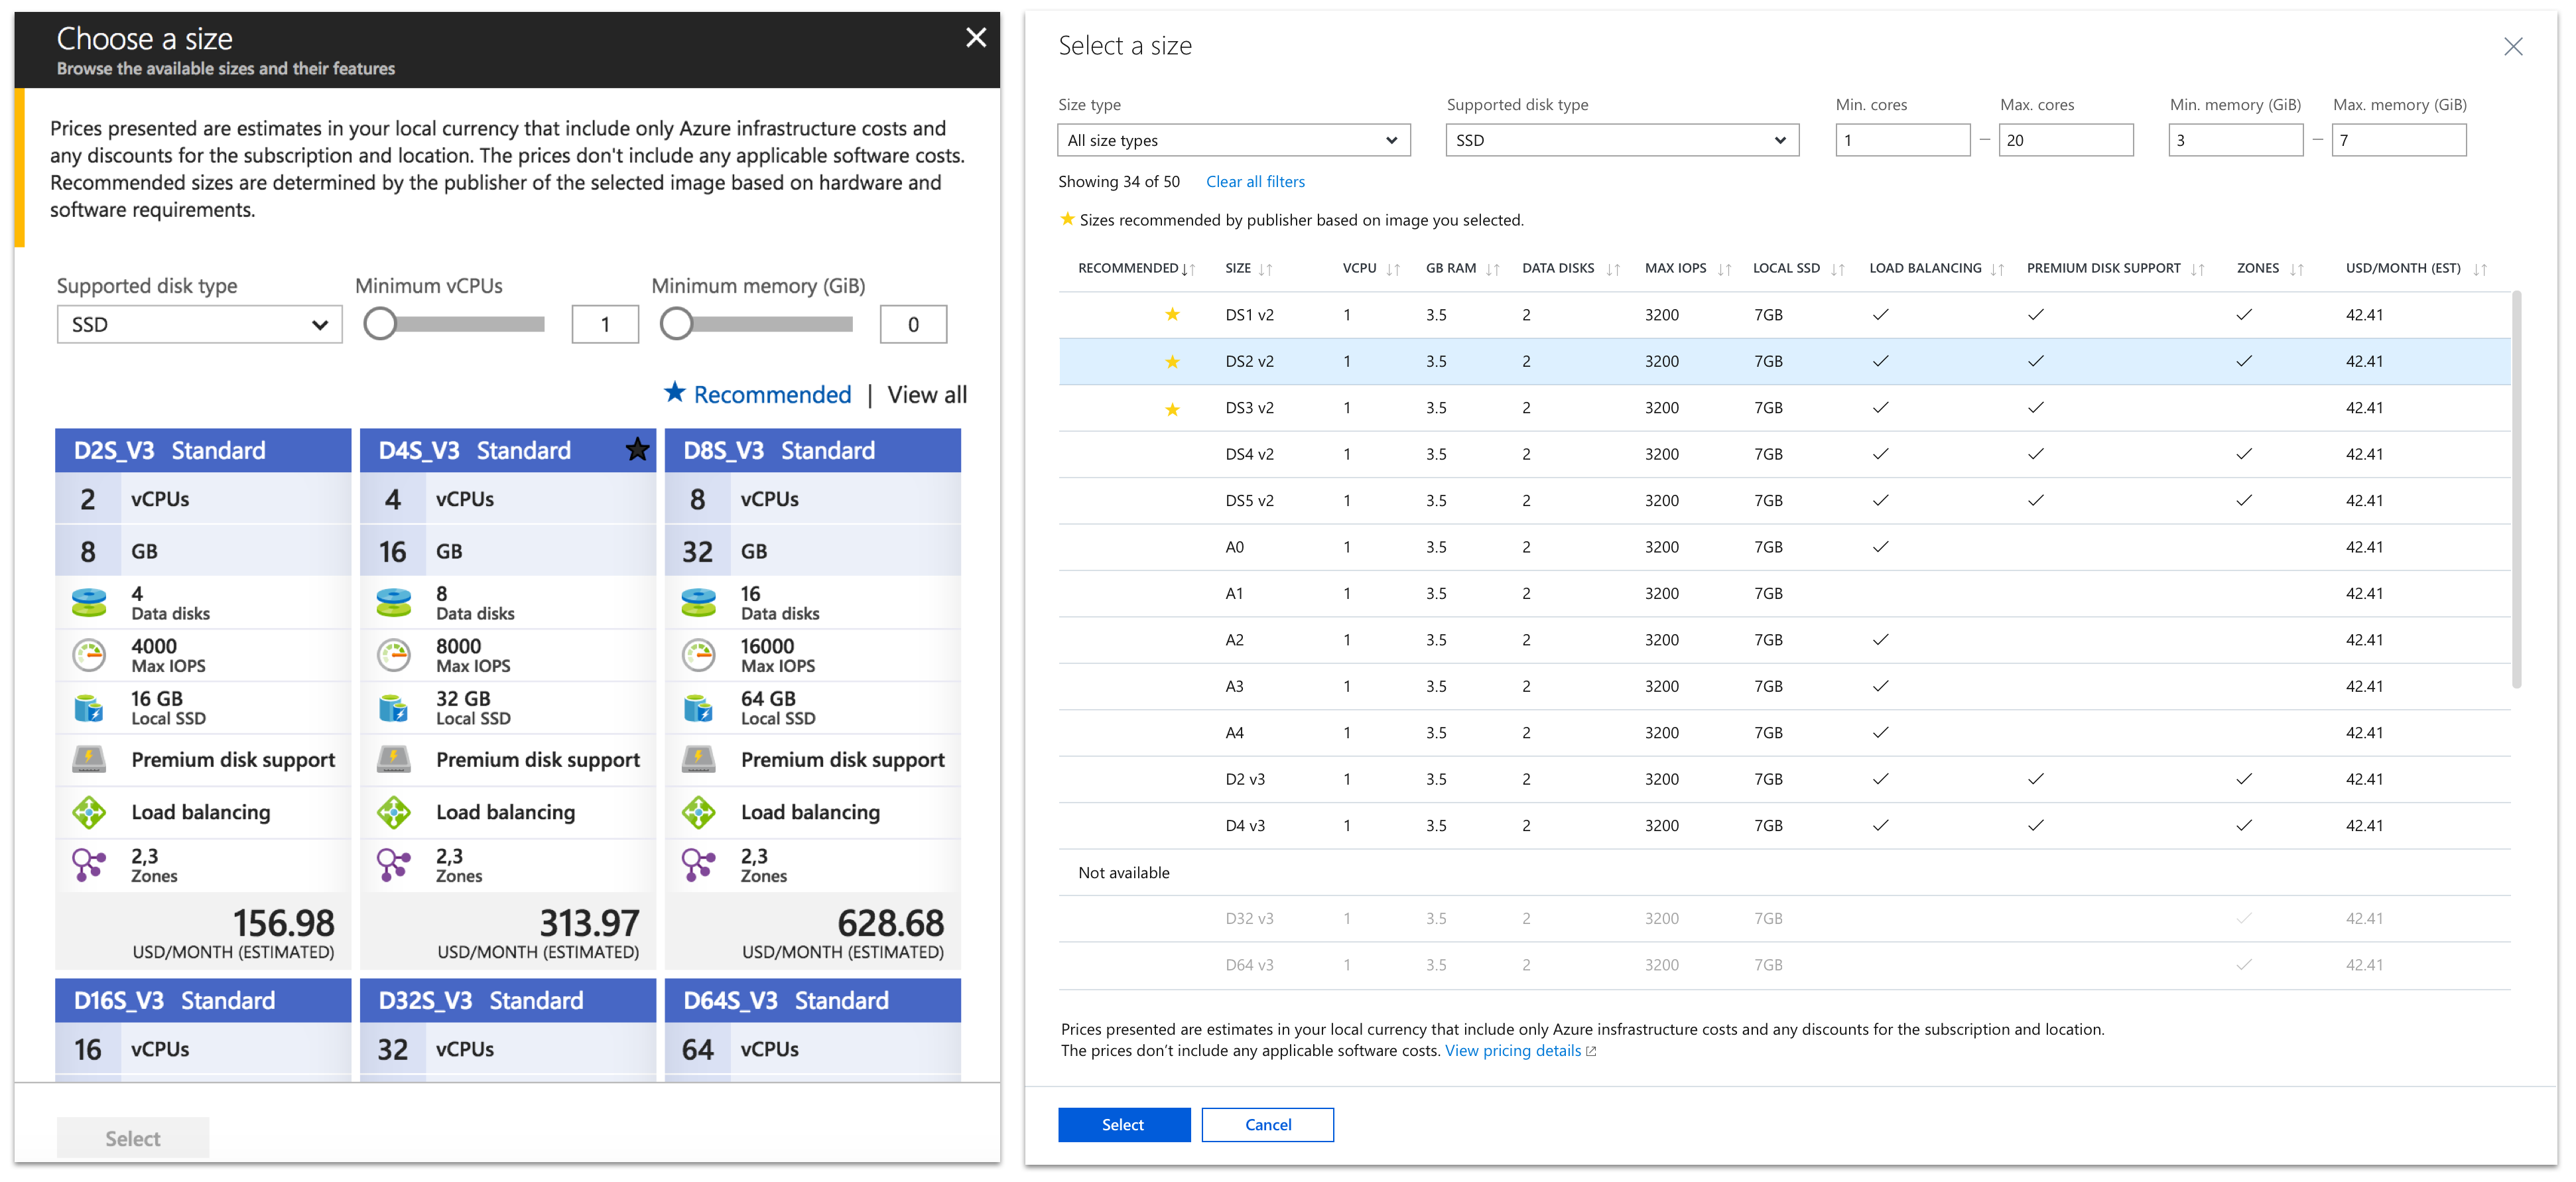 Choose a size
Browse the available sizes and their features
Prices presented are estimates in your local currency that include only Azure infrastructure costs and
any discounts for the subscription and location. The prices don't include any applicable software costs.
Recommended sizes are determined by the publisher of the selected image based on hardware and
software requirements.
Supported disk type Minimum vCPUs Minimum memory (GiB)
SSD 1 0
★ Recommended | View all
D2S_V3 Standard D4S_V3 Standard ★ D8S_V3 Standard
2 vCPUs 4 vCPUs 8 vCPUs
8 GB 16 GB 32 GB
4 8 16
Data disks Data disks Data disks
4000 8000 16000
Max IOPS Max IOPS Max IOPS
16 GB 32 GB 64 GB
Local SSD Local SSD Local SSD
Premium disk support Premium disk support Premium disk support
Load balancing Load balancing Load balancing
2,3 2,3 2,3
Zones Zones Zones
156.98 313.97 628.68
USD/MONTH (ESTIMATED) USD/MONTH (ESTIMATED) USD/MONTH (ESTIMATED)
D16S_V3 Standard D32S_V3 Standard D64S_V3 Standard
16 vCPUs 32 vCPUs 64 vCPUs
Select
Select a size
Size type Supported disk type Min. cores Max. cores Min. memory (GiB) Max. memory (GiB)
All size types SSD 1 – 20 3 – 7
Showing 34 of 50 Clear all filters
★ Sizes recommended by publisher based on image you selected.
RECOMMENDED ↓↑ SIZE ↓↑ VCPU ↓↑ GB RAM ↓↑ DATA DISKS ↓↑ MAX IOPS ↓↑ LOCAL SSD ↓↑ LOAD BALANCING ↓↑ PREMIUM DISK SUPPORT ↓↑ ZONES ↓↑ USD/MONTH (EST) ↓↑
★ DS1 v2 1 3.5 2 3200 7GB ✓ ✓ ✓ 42.41
★ DS2 v2 1 3.5 2 3200 7GB ✓ ✓ ✓ 42.41
★ DS3 v2 1 3.5 2 3200 7GB ✓ ✓ 42.41
DS4 v2 1 3.5 2 3200 7GB ✓ ✓ ✓ 42.41
DS5 v2 1 3.5 2 3200 7GB ✓ ✓ ✓ 42.41
A0 1 3.5 2 3200 7GB ✓ 42.41
A1 1 3.5 2 3200 7GB 42.41
A2 1 3.5 2 3200 7GB ✓ 42.41
A3 1 3.5 2 3200 7GB ✓ 42.41
A4 1 3.5 2 3200 7GB ✓ 42.41
D2 v3 1 3.5 2 3200 7GB ✓ ✓ ✓ 42.41
D4 v3 1 3.5 2 3200 7GB ✓ ✓ ✓ 42.41
Not available
D32 v3 1 3.5 2 3200 7GB ✓ 42.41
D64 v3 1 3.5 2 3200 7GB ✓ 42.41
Prices presented are estimates in your local currency that include only Azure insfrastructure costs and any discounts for the subscription and location.
The prices don’t include any applicable software costs. View pricing details
Select Cancel